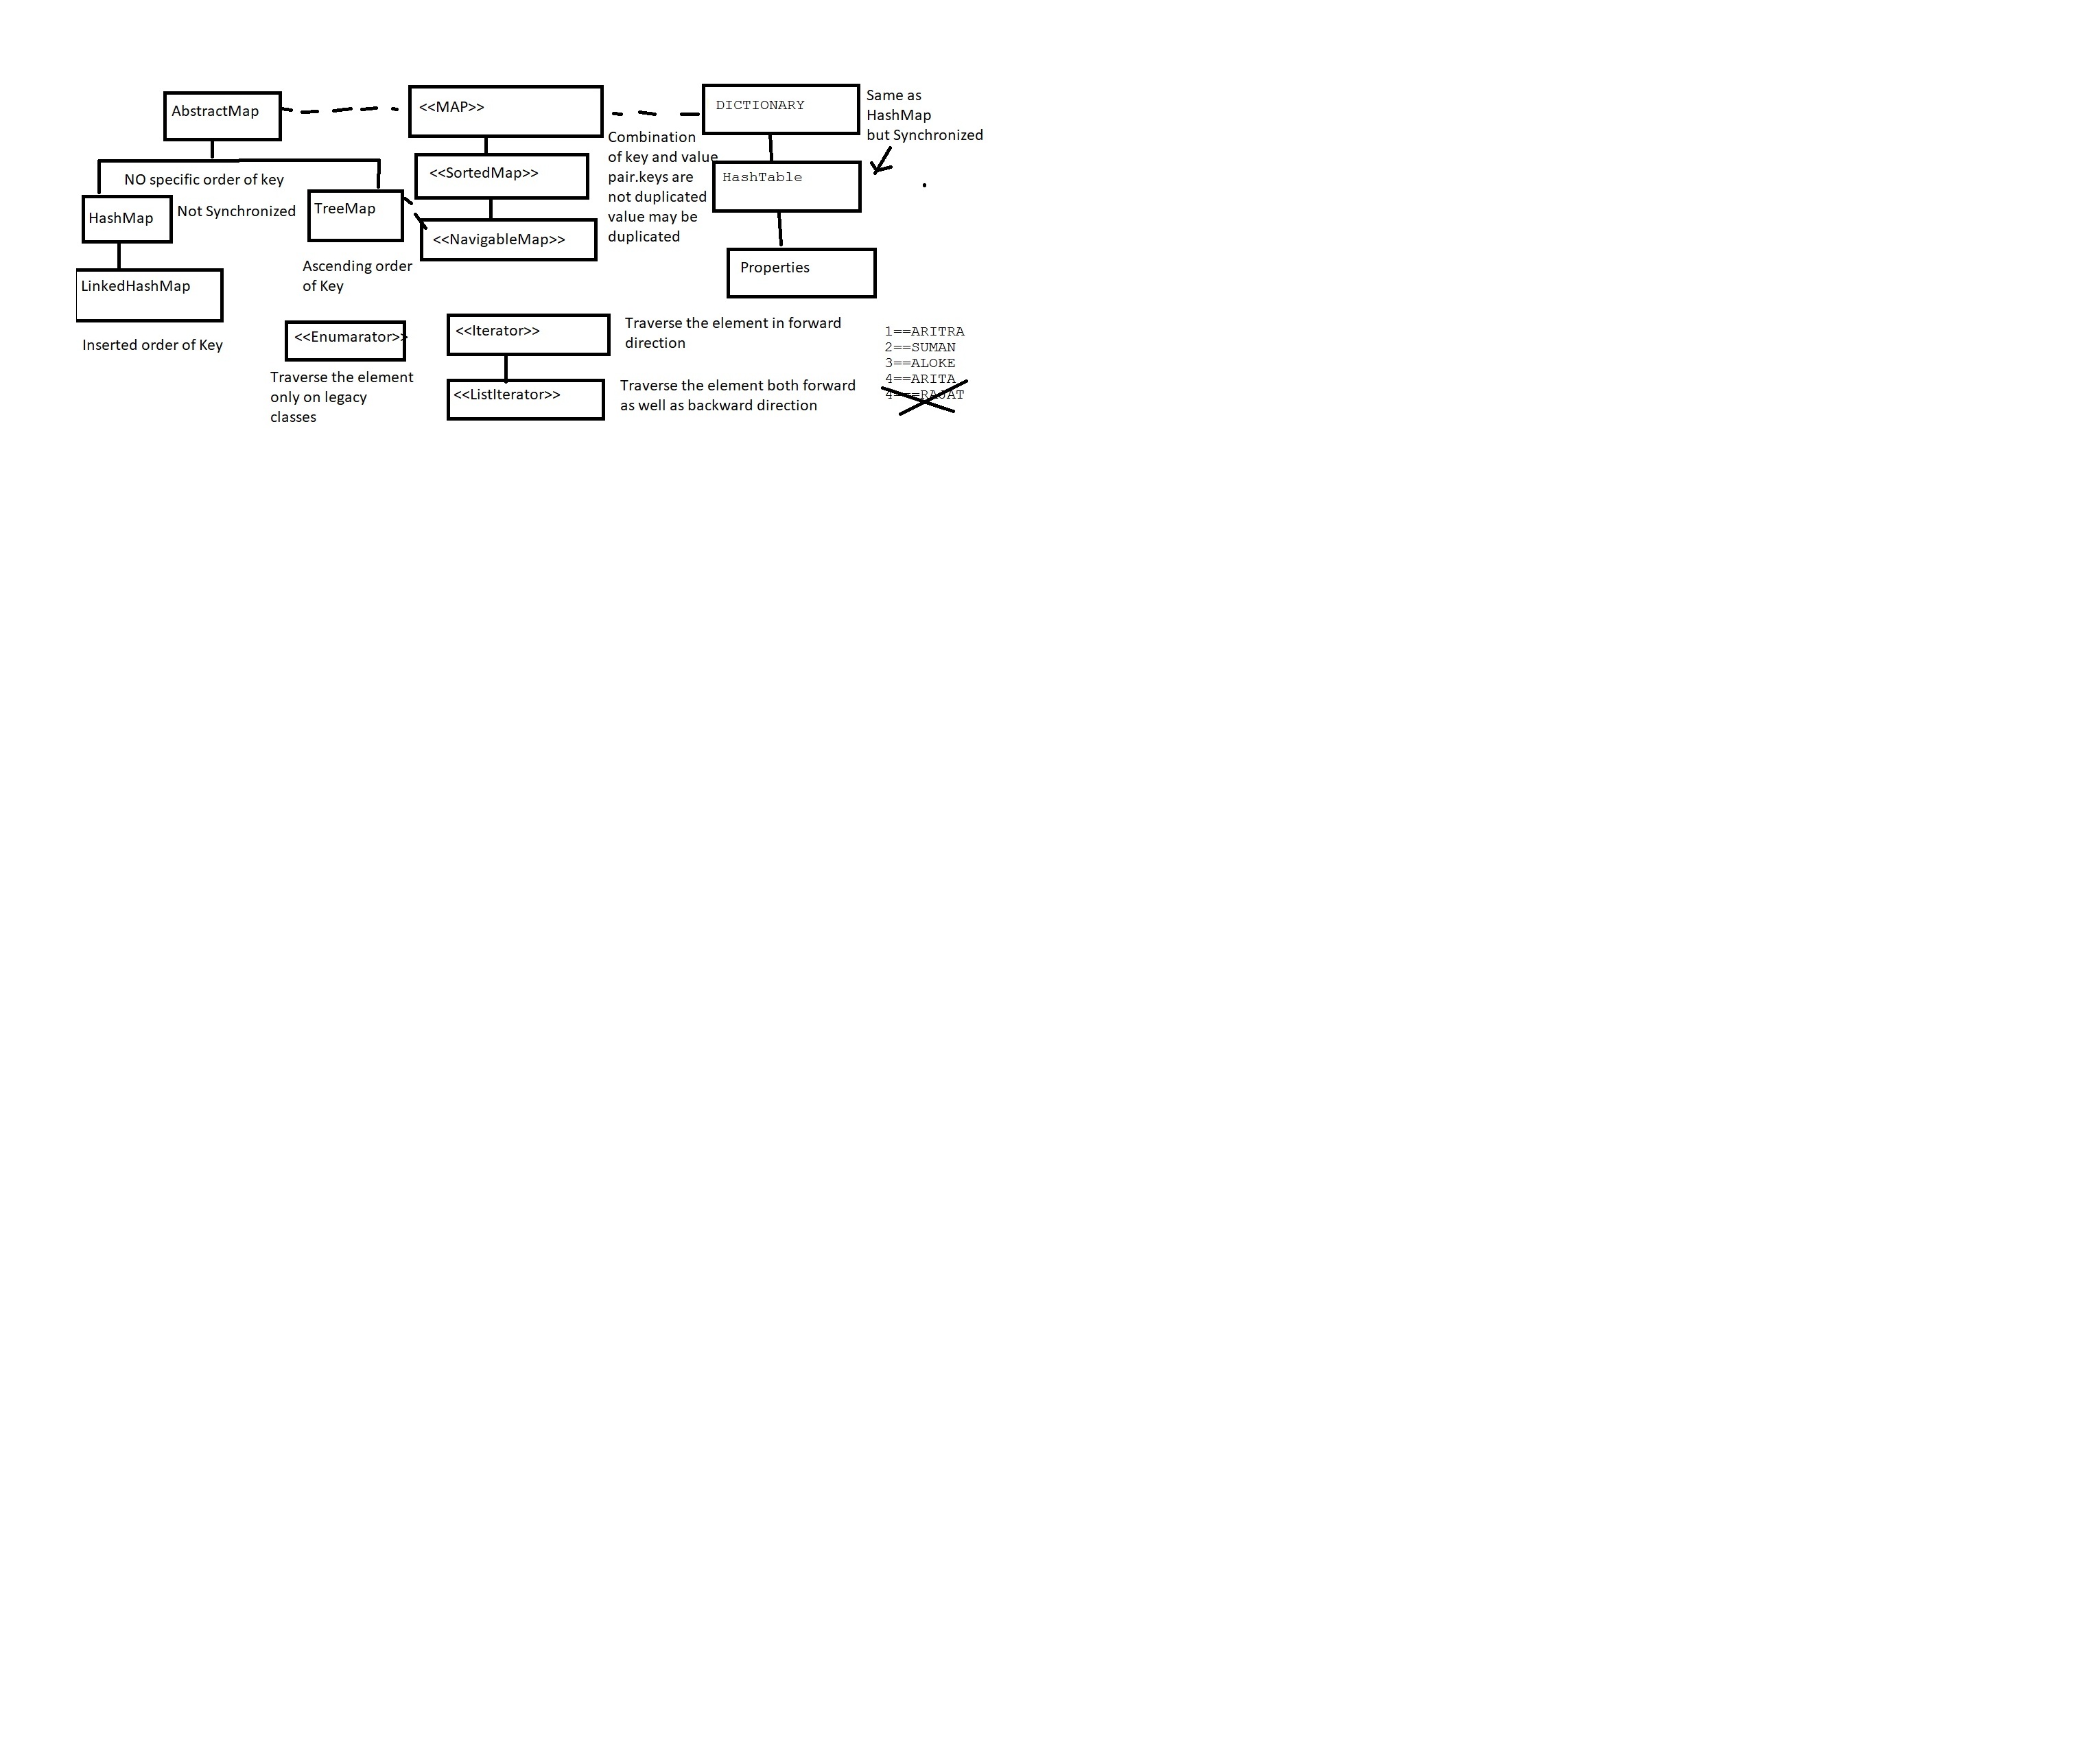 AbstractMap
<<MAP>>
DICTIONARY
Same as
HashMap
but Synchronized
Combination
of key and value
pair.keys are
not duplicated
value may be
duplicated
<<SortedMap>>
HashTable
NO specific order of key
HashMap
Not Synchronized
TreeMap
<<NavigableMap>>
Ascending order
of Key
Properties
LinkedHashMap
Inserted order of Key
<<Enumarator>>
Traverse the element
only on legacy
classes
<<Iterator>>
Traverse the element in forward
direction
<<ListIterator>>
Traverse the element both forward
as well as backward direction
1==ARITRA
2==SUMAN
3==ALOKE
4==ARITA
4===RAJAT